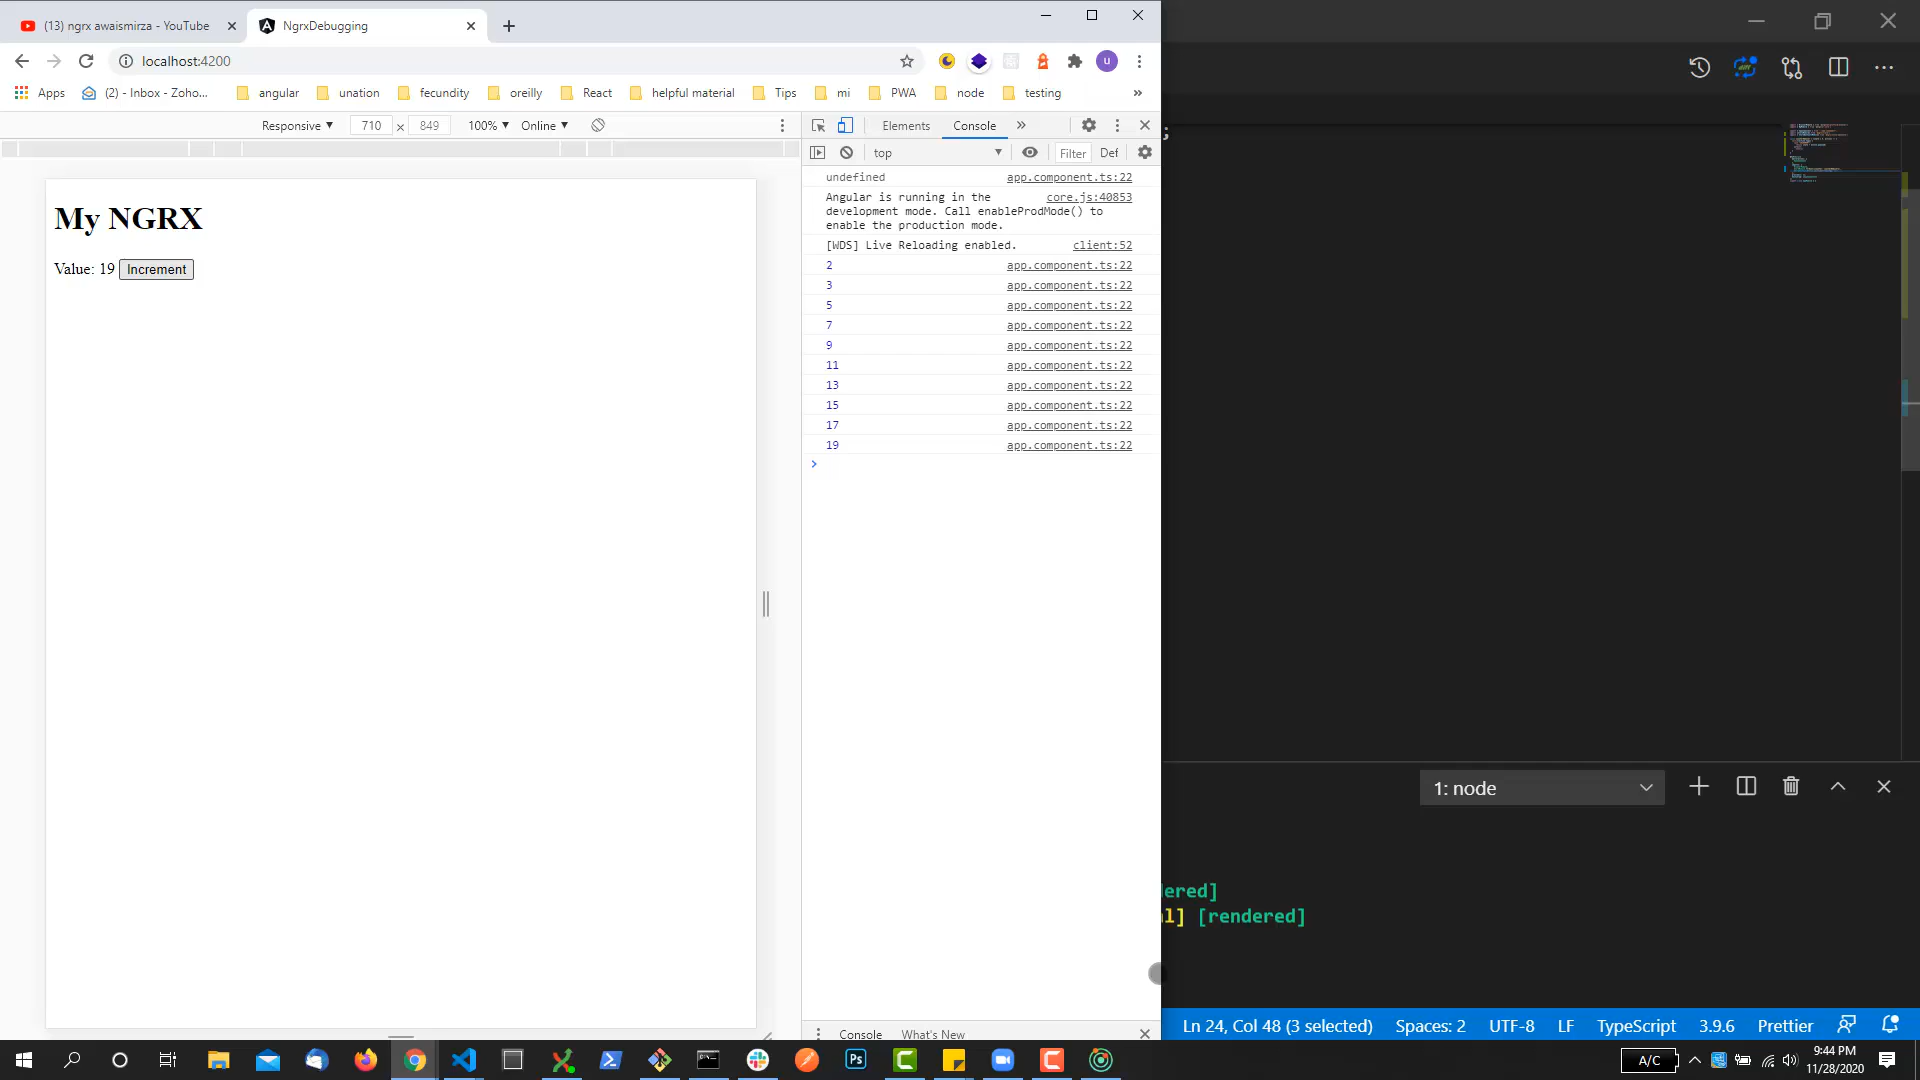 (13) ngrx awaismirza - YouTube
NgrxDebugging
localhost:4200
u
Apps
(2) - Inbox - Zoho...
angular
unation
fecundity
oreilly
React
helpful material
Tips
mi
PWA
node
testing
»
Responsive
710 x 849
100%
Online
Elements
Console
»
top
Filter
Def
My NGRX
Value: 19 Increment
undefined app.component.ts:22
Angular is running in the core.js:40853
development mode. Call enableProdMode() to
enable the production mode.
[WDS] Live Reloading enabled. client:52
2 app.component.ts:22
3 app.component.ts:22
5 app.component.ts:22
7 app.component.ts:22
9 app.component.ts:22
11 app.component.ts:22
13 app.component.ts:22
15 app.component.ts:22
17 app.component.ts:22
19 app.component.ts:22
Console
What's New
;
1: node
dered]
al] [rendered]
Ln 24, Col 48 (3 selected)
Spaces: 2
UTF-8
LF
TypeScript
3.9.6
Prettier
Ps
A/C
9:44 PM
11/28/2020